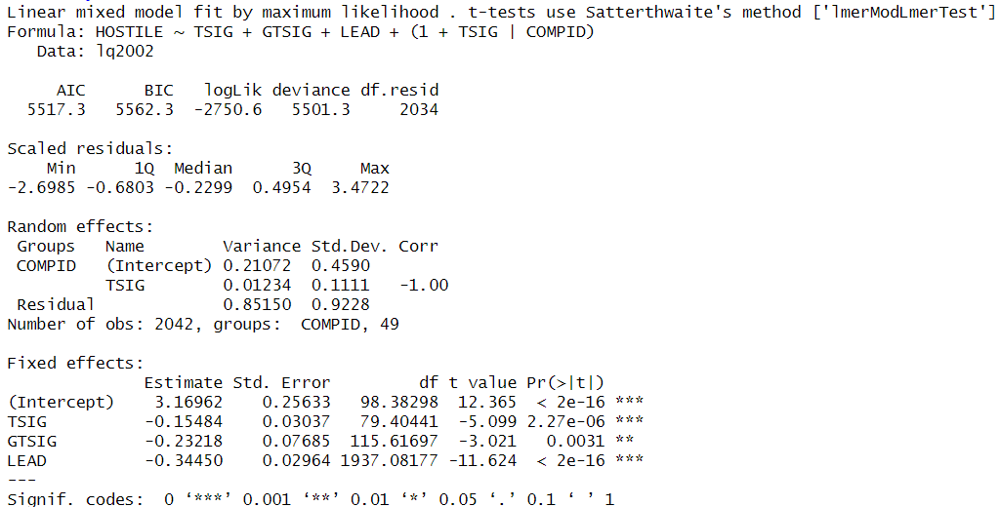 Linear mixed model fit by maximum likelihood . t-tests use Satterthwaite's method ['lmerModLmerTest']
Formula: HOSTILE ~ TSIG + GTSIG + LEAD + (1 + TSIG | COMPID)
   Data: lq2002

     AIC      BIC   logLik deviance df.resid
  5517.3   5562.3  -2750.6   5501.3     2034

Scaled residuals:
    Min      1Q  Median      3Q     Max
-2.6985 -0.6803 -0.2299  0.4954  3.4722

Random effects:
 Groups   Name        Variance Std.Dev. Corr
 COMPID   (Intercept) 0.21072  0.4590
          TSIG        0.01234  0.1111   -1.00
 Residual             0.85150  0.9228
Number of obs: 2042, groups:  COMPID, 49

Fixed effects:
              Estimate Std. Error         df t value Pr(>|t|)
(Intercept)    3.16962    0.25633   98.38298  12.365  < 2e-16 ***
TSIG          -0.15484    0.03037   79.40441  -5.099 2.27e-06 ***
GTSIG         -0.23218    0.07685  115.61697  -3.021   0.0031 **
LEAD          -0.34450    0.02964 1937.08177 -11.624  < 2e-16 ***
---
Signif. codes:  0 ‘***’ 0.001 ‘**’ 0.01 ‘*’ 0.05 ‘.’ 0.1 ‘ ’ 1